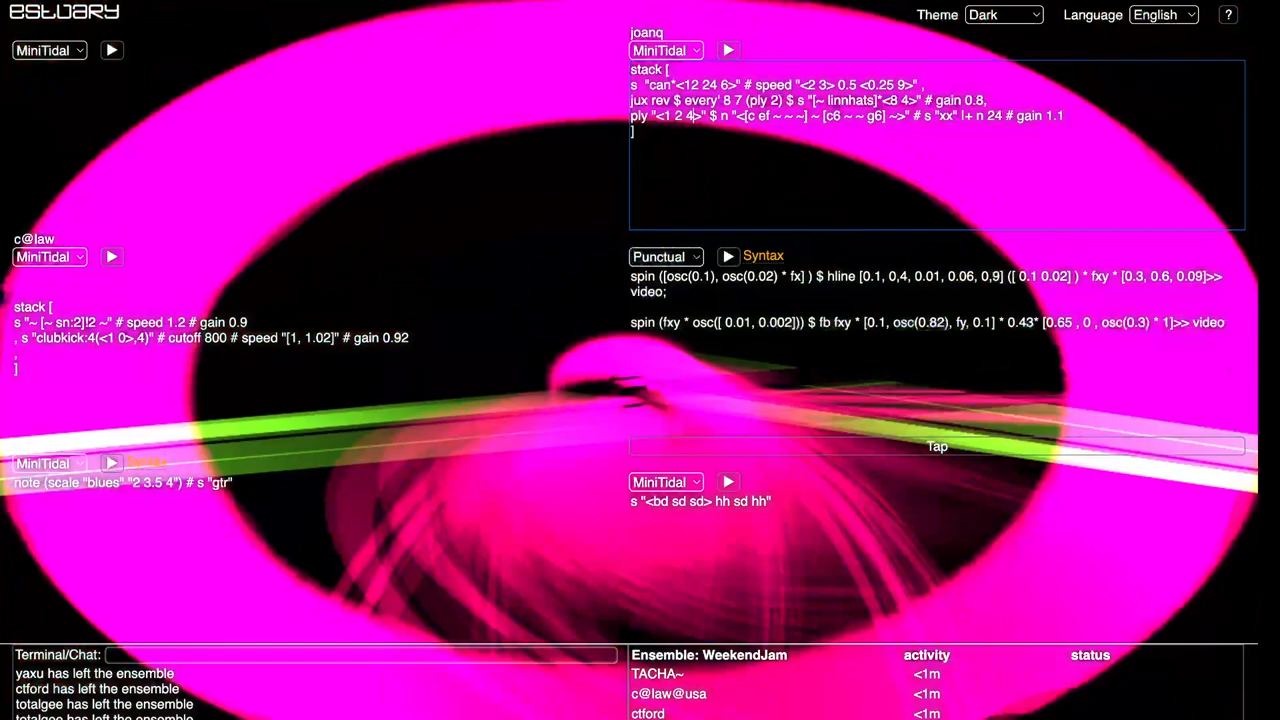 estuary
Theme Dark Language English ?
MiniTidal
joanq
MiniTidal
stack [
s "can*<12 24 6>" # speed "<2 3> 0.5 <0.25 9>" ,
jux rev $ every' 8 7 (ply 2) $ s "[~ linnhats]*<8 4>" # gain 0.8,
ply "<1 2 4>" $ n "<[c ef ~ ~ ~] ~ [c6 ~ ~ g6] ~>" # s "xx" |+ n 24 # gain 1.1
]
c@law
MiniTidal
stack [
s "~ [~ sn:2]!2 ~" # speed 1.2 # gain 0.9
, s "clubkick:4(<1 0>,4)" # cutoff 800 # speed "[1, 1.02]" # gain 0.92
,
]
Punctual Syntax
spin ([osc(0.1), osc(0.02) * fx] ) $ hline [0.1, 0,4, 0.01, 0.06, 0,9] ([ 0.1 0.02] ) * fxy * [0.3, 0.6, 0.09]>>
video;
spin (fxy * osc([ 0.01, 0.002])) $ fb fxy * [0.1, osc(0.82), fy, 0.1] * 0.43* [0.65 , 0 , osc(0.3) * 1]>> video
Tap
MiniTidal Syntax
note (scale "blues" "2 3.5 4") # s "gtr"
MiniTidal
s "<bd sd sd> hh sd hh"
Terminal/Chat:
yaxu has left the ensemble
ctford has left the ensemble
totalgee has left the ensemble
totalgee has left the ensemble
Ensemble: WeekendJam activity status
TACHA~ <1m
c@law@usa <1m
ctford <1m